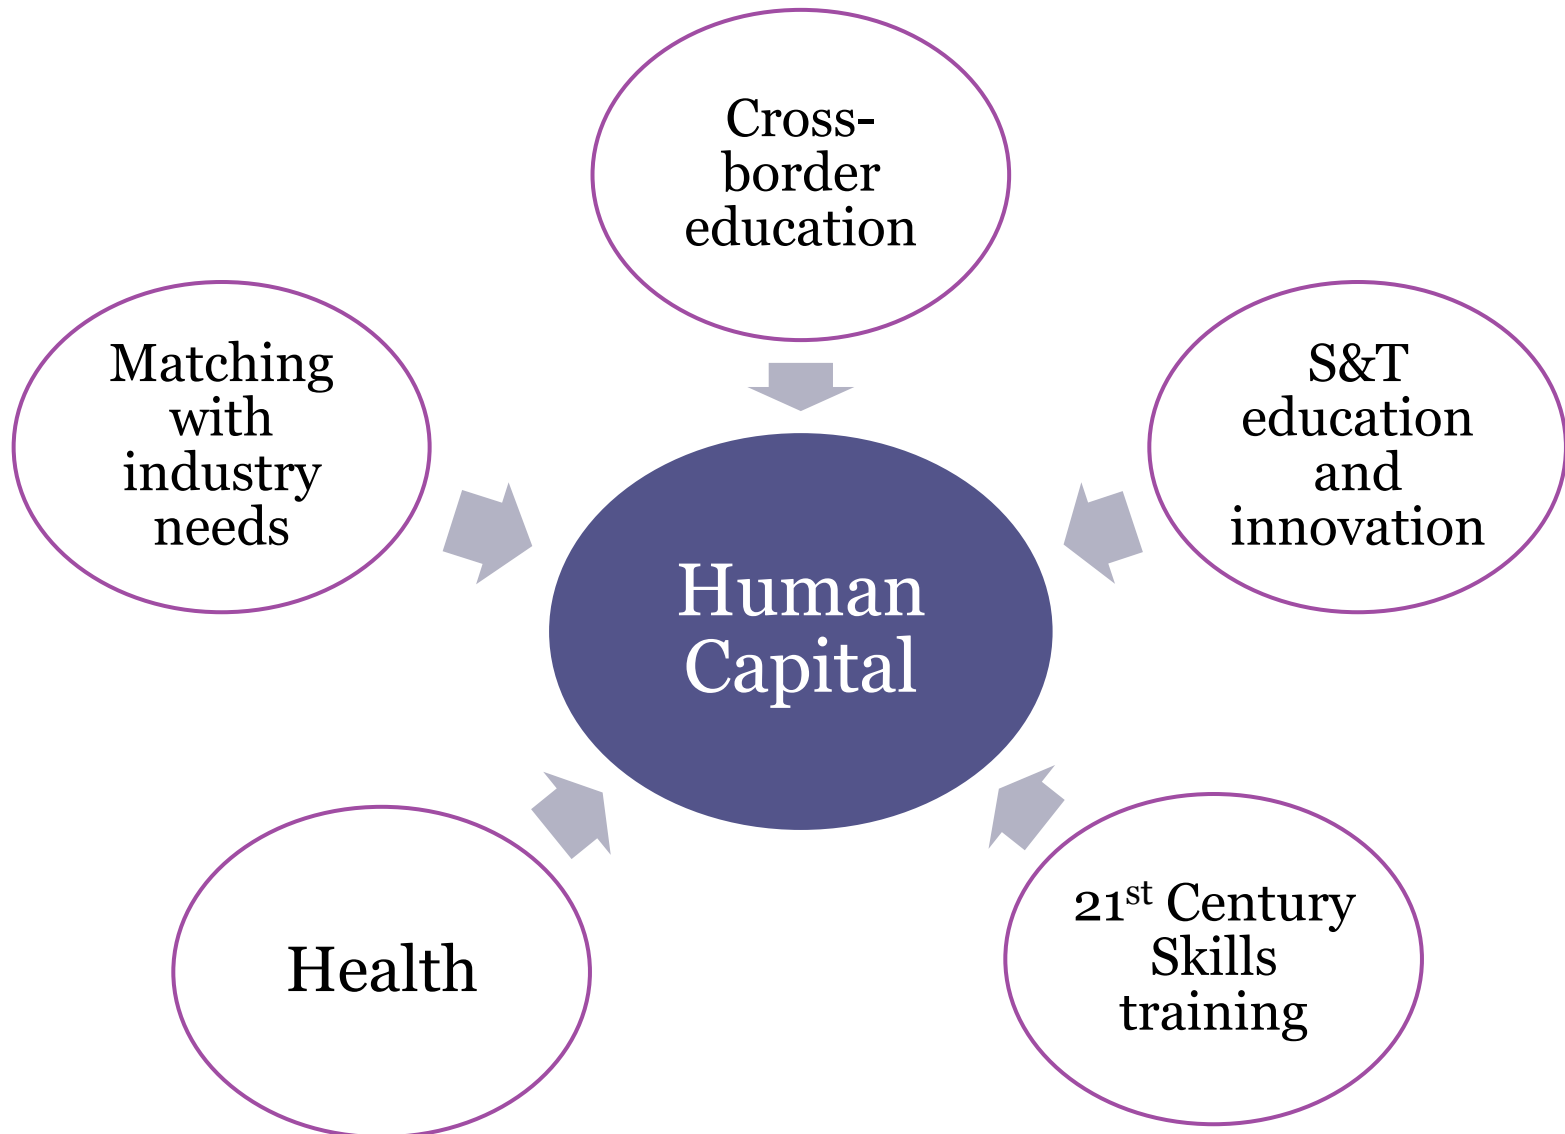 Cross-
border
education
Matching
with
industry
needs
S&T
education
and
innovation
Human
Capital
Health
21st Century
Skills
training